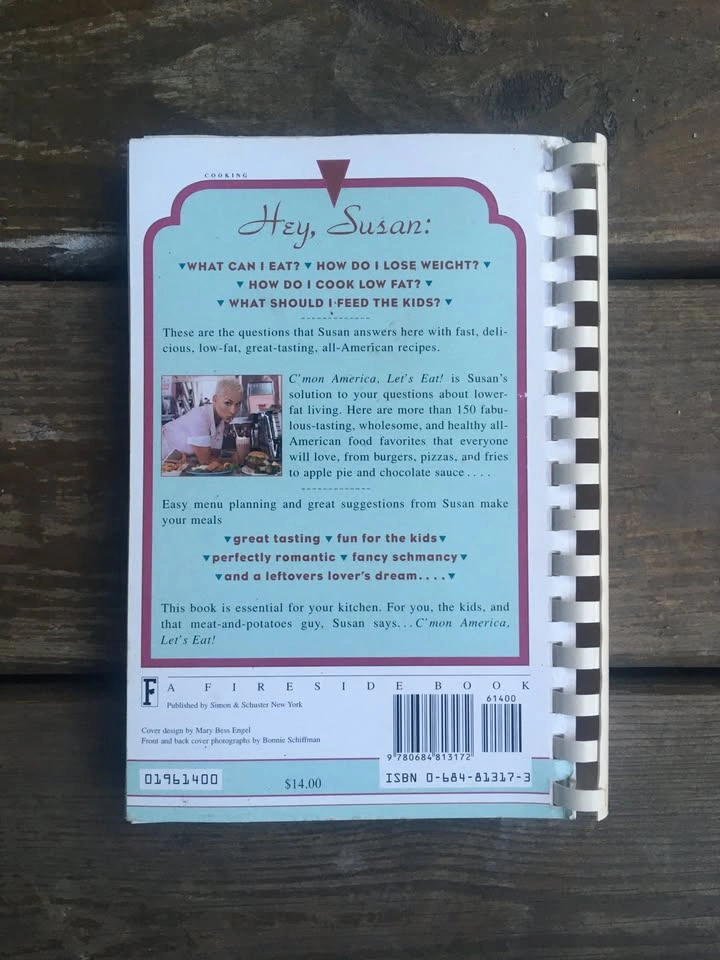 COOKING
Hey, Susan:
WHAT CAN I EAT? HOW DO I LOSE WEIGHT?
HOW DO I COOK LOW FAT?
WHAT SHOULD I FEED THE KIDS?
These are the questions that Susan answers here with fast, deli-
cious, low-fat, great-tasting, all-American recipes.
C'mon America, Let's Eat! is Susan's
solution to your questions about lower-
fat living. Here are more than 150 fabu-
lous-tasting, wholesome, and healthy all-
American food favorites that everyone
will love, from burgers, pizzas, and fries
to apple pie and chocolate sauce....
Easy menu planning and great suggestions from Susan make
your meals
great tasting fun for the kids
perfectly romantic fancy schmancy
and a leftovers lover's dream....
This book is essential for your kitchen. For you, the kids, and
that meat-and-potatoes guy, Susan says...C'mon America,
Let's Eat!
F A FIRESIDE BOOK
Published by Simon & Schuster New York
Cover design by Mary Bess Engel
Front and back cover photographs by Bonnie Schiffman
61400
9 780684 813172
01961400
$14.00
ISBN 0-684-81317-3